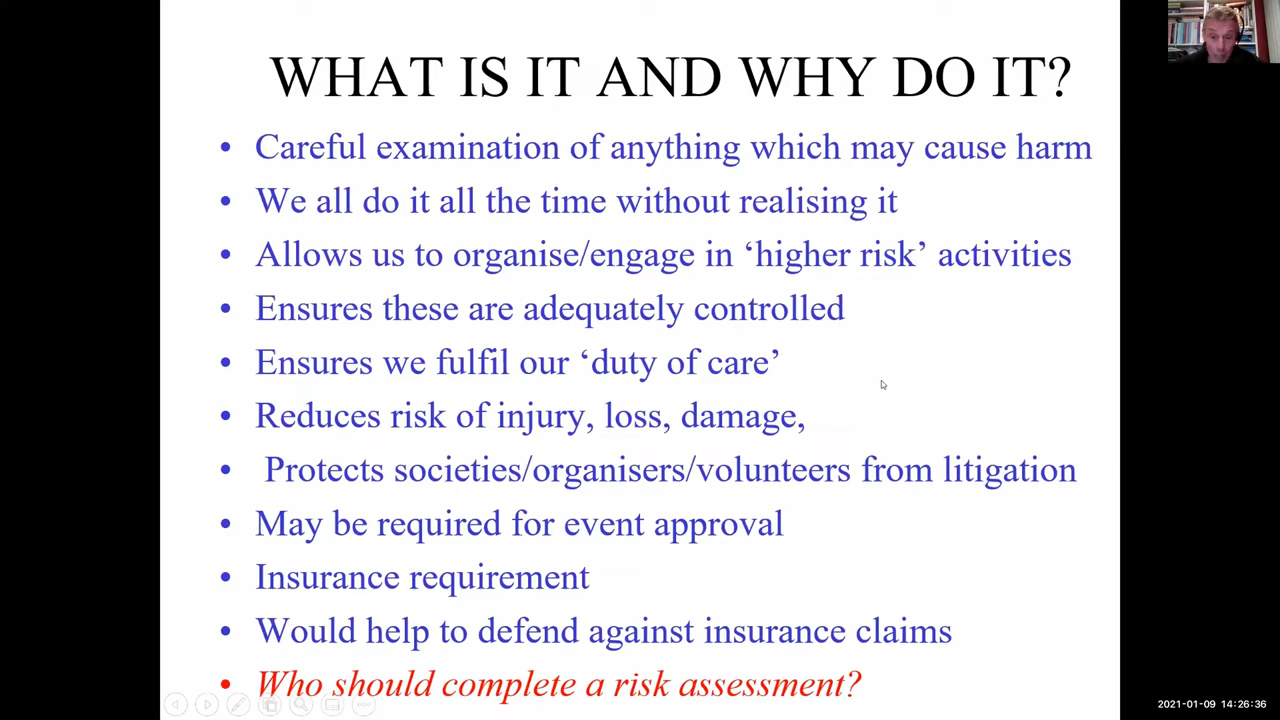 WHAT IS IT AND WHY DO IT?
• Careful examination of anything which may cause harm
• We all do it all the time without realising it
• Allows us to organise/engage in ‘higher risk’ activities
• Ensures these are adequately controlled
• Ensures we fulfil our ‘duty of care’
• Reduces risk of injury, loss, damage,
• Protects societies/organisers/volunteers from litigation
• May be required for event approval
• Insurance requirement
• Would help to defend against insurance claims
• Who should complete a risk assessment?
2021-01-09 14:26:36